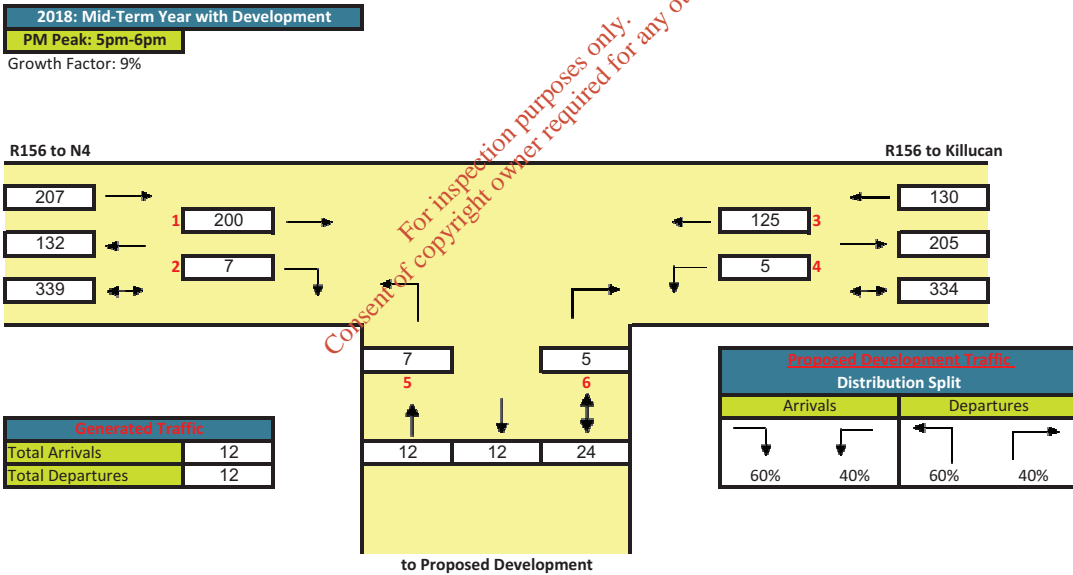 2018: Mid-Term Year with Development
PM Peak: 5pm-6pm
Growth Factor: 9%
For inspection purposes only.
Consent of copyright owner required for any
R156 to N4
R156 to Killucan
207
130
1 200
125 3
132
205
2 7
5 4
339
334
7
5
5
6
Proposed Development Traffic
Distribution Split
Arrivals Departures
60% 40% 60% 40%
Generated Traffic
Total Arrivals 12
Total Departures 12
12 12 24
to Proposed Development